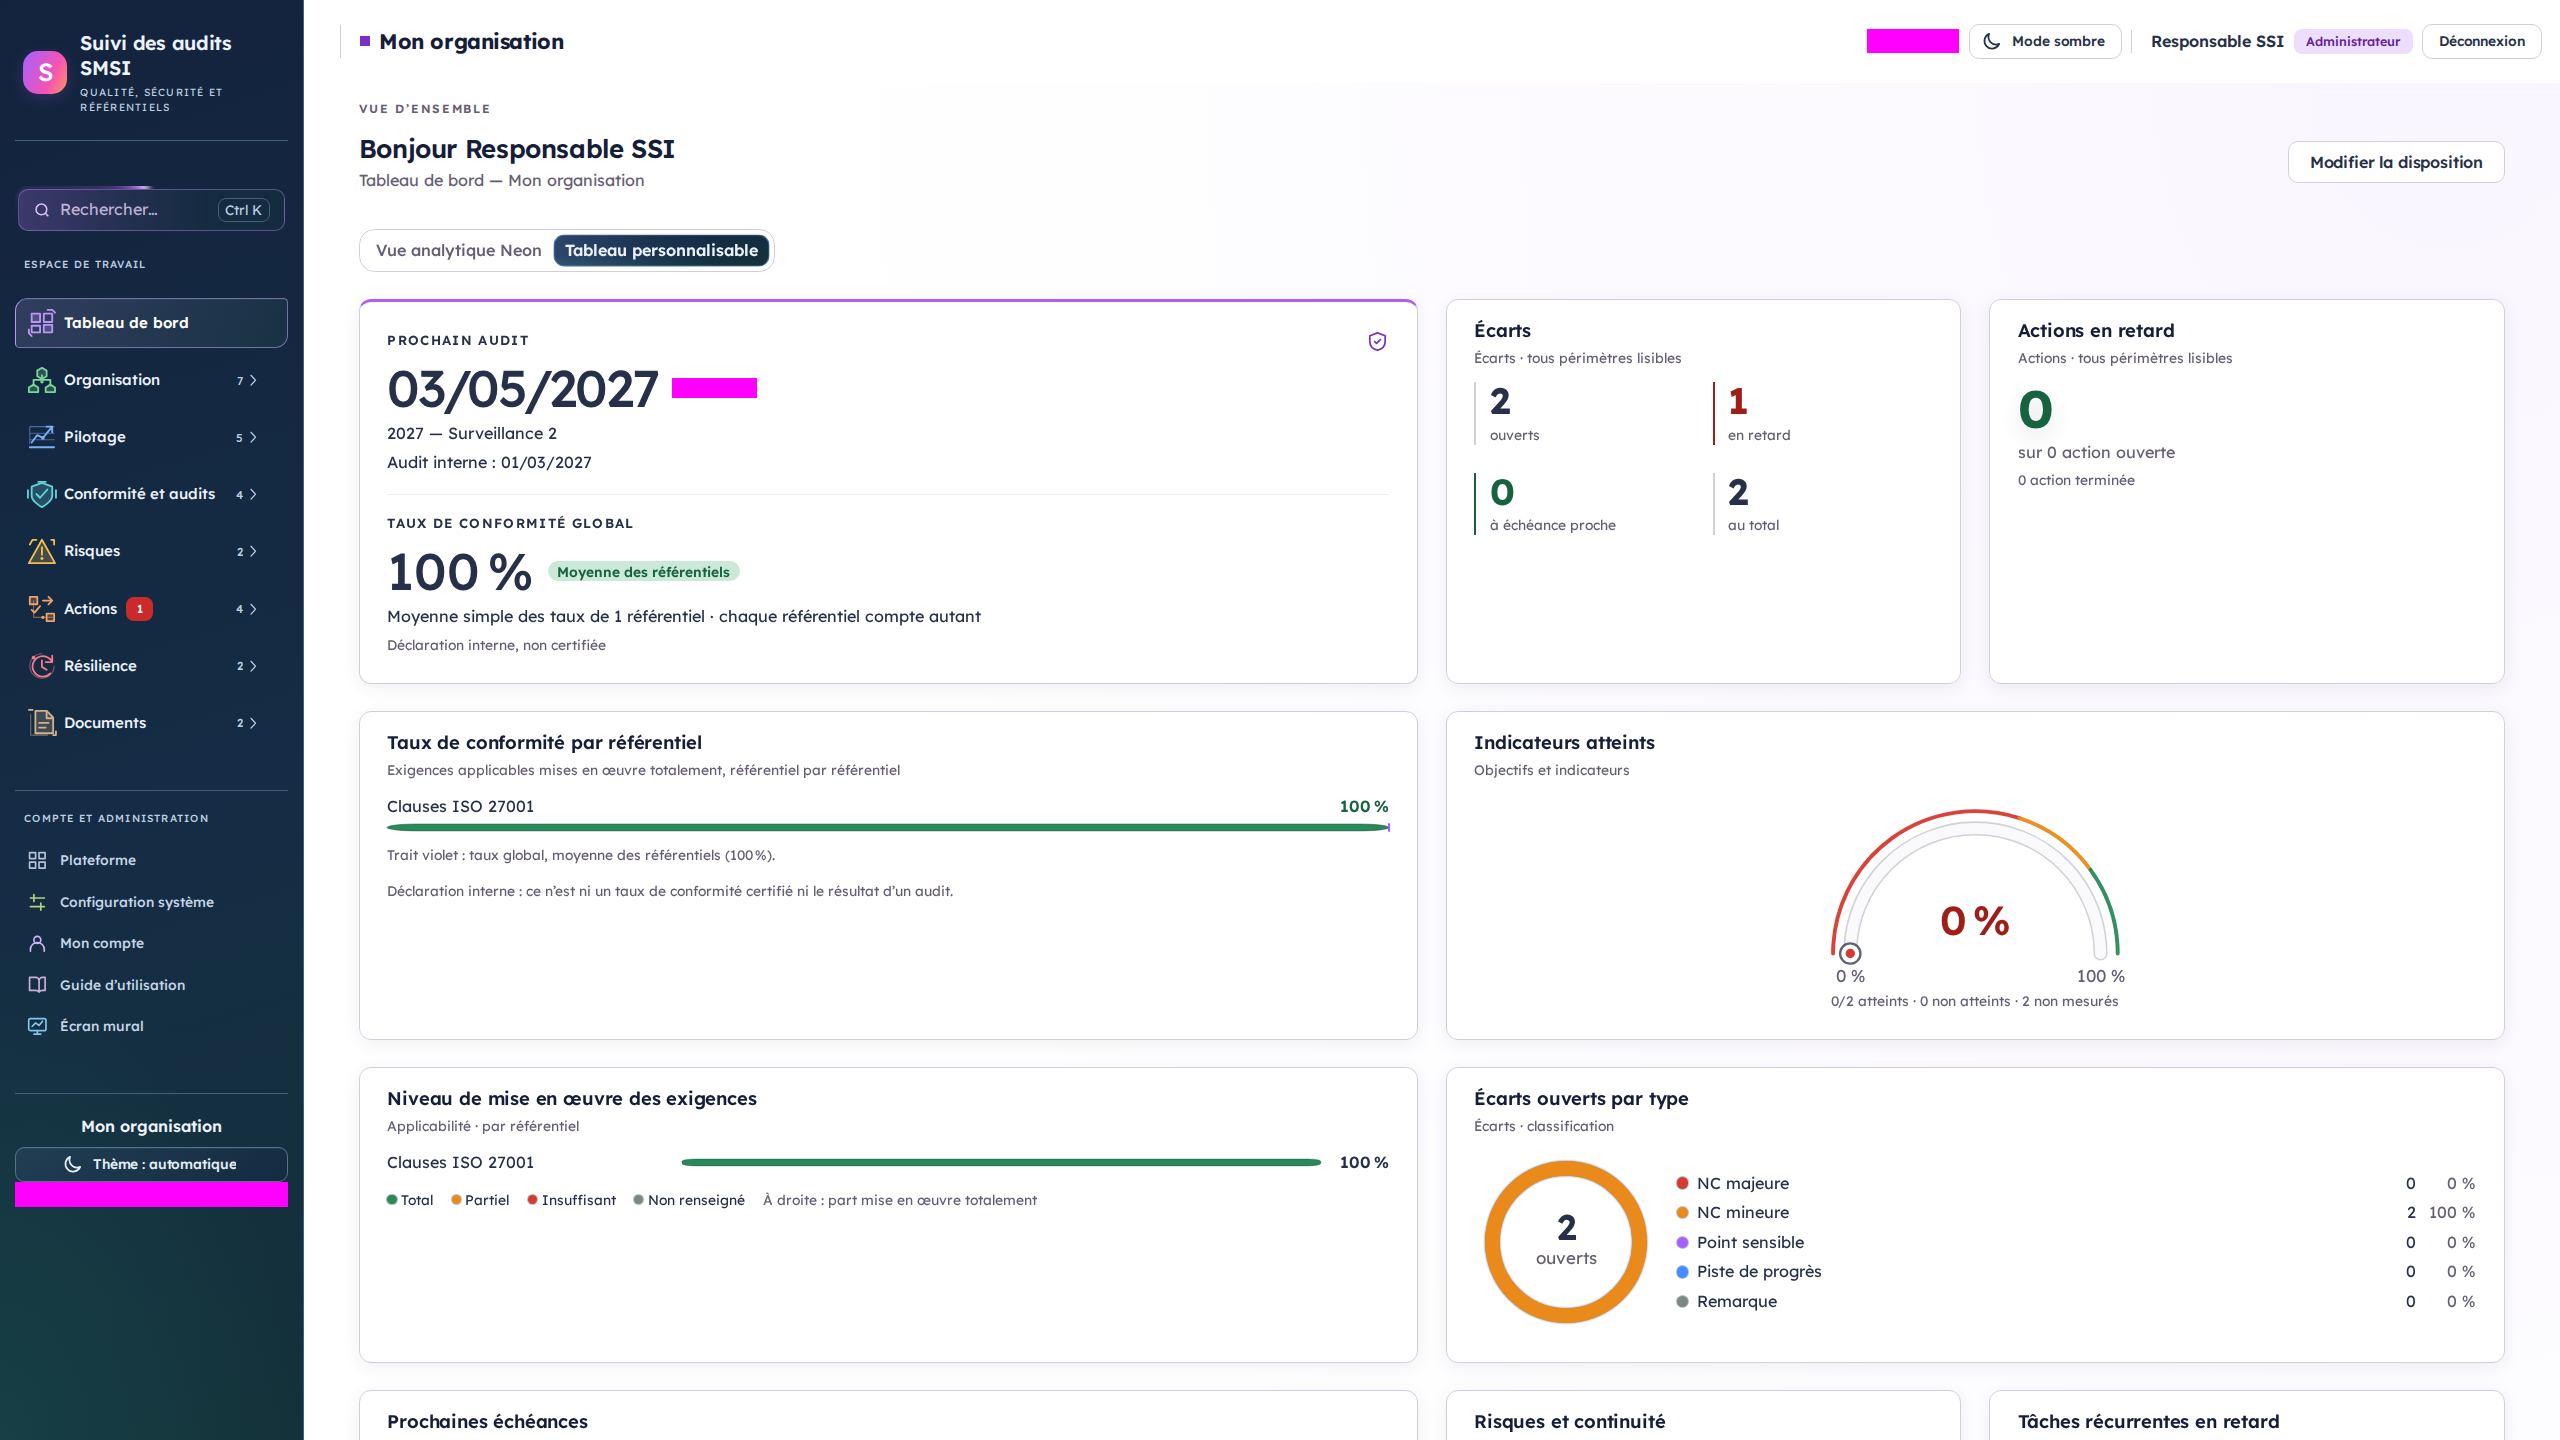 Suivi des audits
SMSI
QUALITÉ, SÉCURITÉ ET
RÉFÉRENTIELS
S
Rechercher...
Ctrl K
ESPACE DE TRAVAIL
Tableau de bord
Organisation 7
Pilotage 5
Conformité et audits 4
Risques 2
Actions 1 4
Résilience 2
Documents 2
COMPTE ET ADMINISTRATION
Plateforme
Configuration système
Mon compte
Guide d’utilisation
Écran mural
Mon organisation
Thème : automatique
Mon organisation
Mode sombre
Responsable SSI
Administrateur
Déconnexion
VUE D’ENSEMBLE
Bonjour Responsable SSI
Tableau de bord — Mon organisation
Modifier la disposition
Vue analytique Neon
Tableau personnalisable
PROCHAIN AUDIT
03/05/2027
2027 — Surveillance 2
Audit interne : 01/03/2027
TAUX DE CONFORMITÉ GLOBAL
100 %
Moyenne des référentiels
Moyenne simple des taux de 1 référentiel · chaque référentiel compte autant
Déclaration interne, non certifiée
Écarts
Écarts · tous périmètres lisibles
2
ouverts
1
en retard
0
à échéance proche
2
au total
Actions en retard
Actions · tous périmètres lisibles
0
sur 0 action ouverte
0 action terminée
Taux de conformité par référentiel
Exigences applicables mises en œuvre totalement, référentiel par référentiel
Clauses ISO 27001 100 %
Trait violet : taux global, moyenne des référentiels (100 %).
Déclaration interne : ce n’est ni un taux de conformité certifié ni le résultat d’un audit.
Indicateurs atteints
Objectifs et indicateurs
0 %
0 % 100 %
0/2 atteints · 0 non atteints · 2 non mesurés
Niveau de mise en œuvre des exigences
Applicabilité · par référentiel
Clauses ISO 27001 100 %
Total Partiel Insuffisant Non renseigné À droite : part mise en œuvre totalement
Écarts ouverts par type
Écarts · classification
2
ouverts
NC majeure 0 0 %
NC mineure 2 100 %
Point sensible 0 0 %
Piste de progrès 0 0 %
Remarque 0 0 %
Prochaines échéances
Risques et continuité
Tâches récurrentes en retard